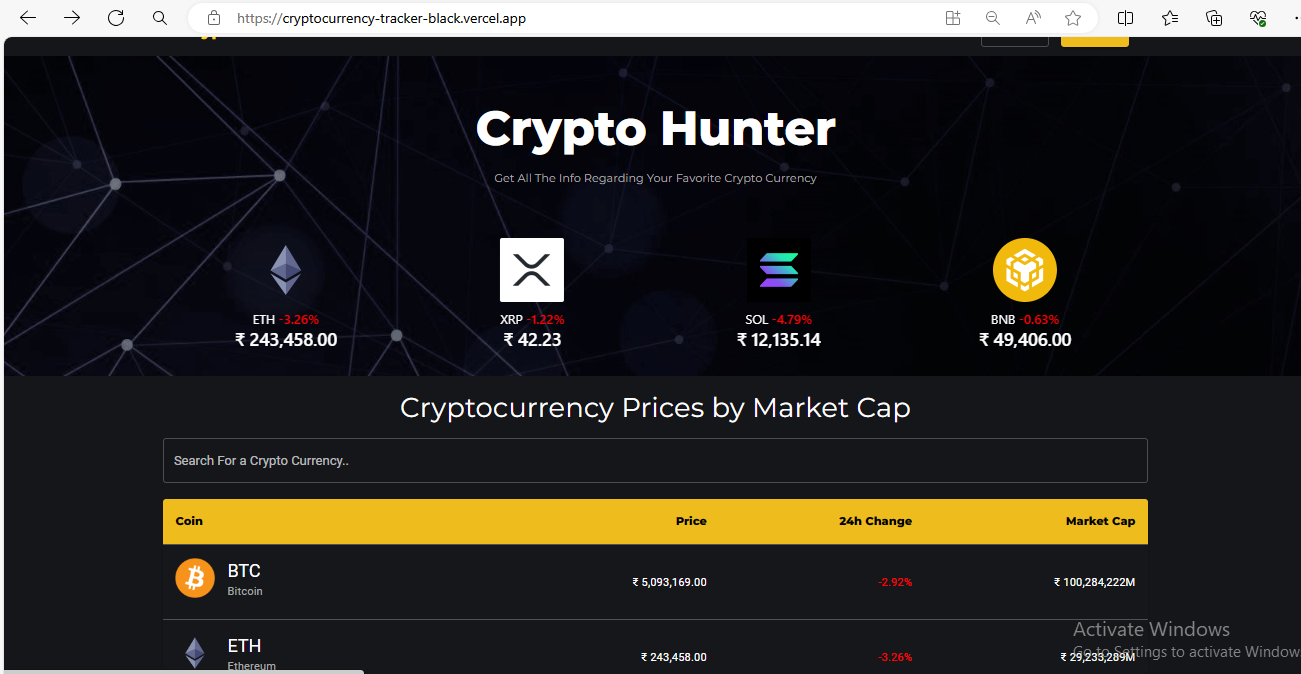 https://cryptocurrency-tracker-black.vercel.app
Crypto Hunter
Get All The Info Regarding Your Favorite Crypto Currency
ETH -3.26%
₹ 243,458.00
XRP -1.22%
₹ 42.23
SOL -4.79%
₹ 12,135.14
BNB -0.63%
₹ 49,406.00
Cryptocurrency Prices by Market Cap
Search For a Crypto Currency..
Coin Price 24h Change Market Cap
BTC
Bitcoin
₹ 5,093,169.00 -2.92% ₹ 100,284,222M
ETH
Ethereum
₹ 243,458.00 -3.26% ₹ 29,233,289M
Activate Windows
Go to Settings to activate Window